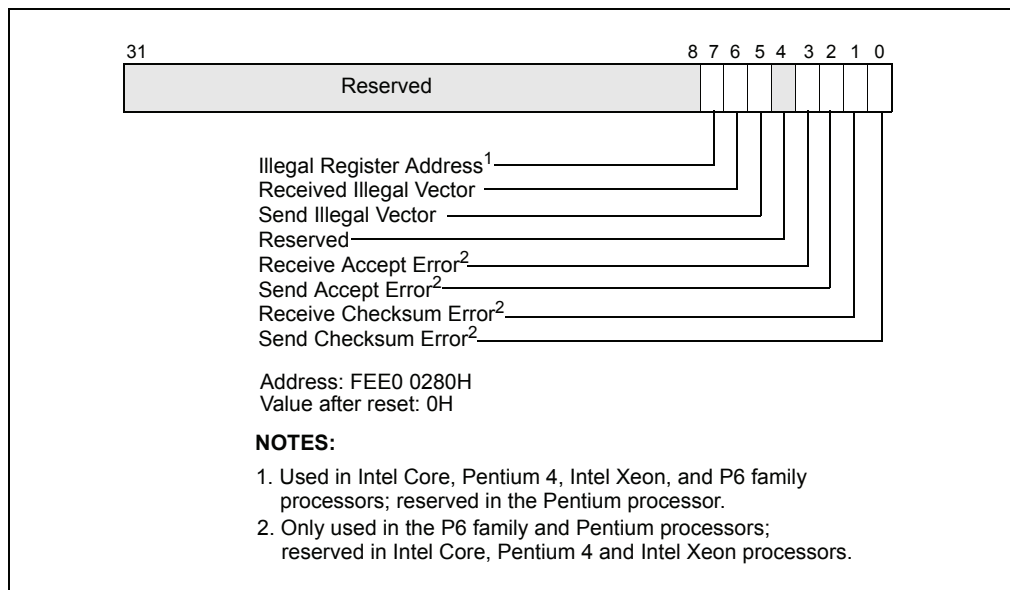 31 8 7 6 5 4 3 2 1 0
Reserved
Illegal Register Address1
Received Illegal Vector
Send Illegal Vector
Reserved
Receive Accept Error2
Send Accept Error2
Receive Checksum Error2
Send Checksum Error2
Address: FEE0 0280H
Value after reset: 0H
NOTES:
1. Used in Intel Core, Pentium 4, Intel Xeon, and P6 family
processors; reserved in the Pentium processor.
2. Only used in the P6 family and Pentium processors;
reserved in Intel Core, Pentium 4 and Intel Xeon processors.